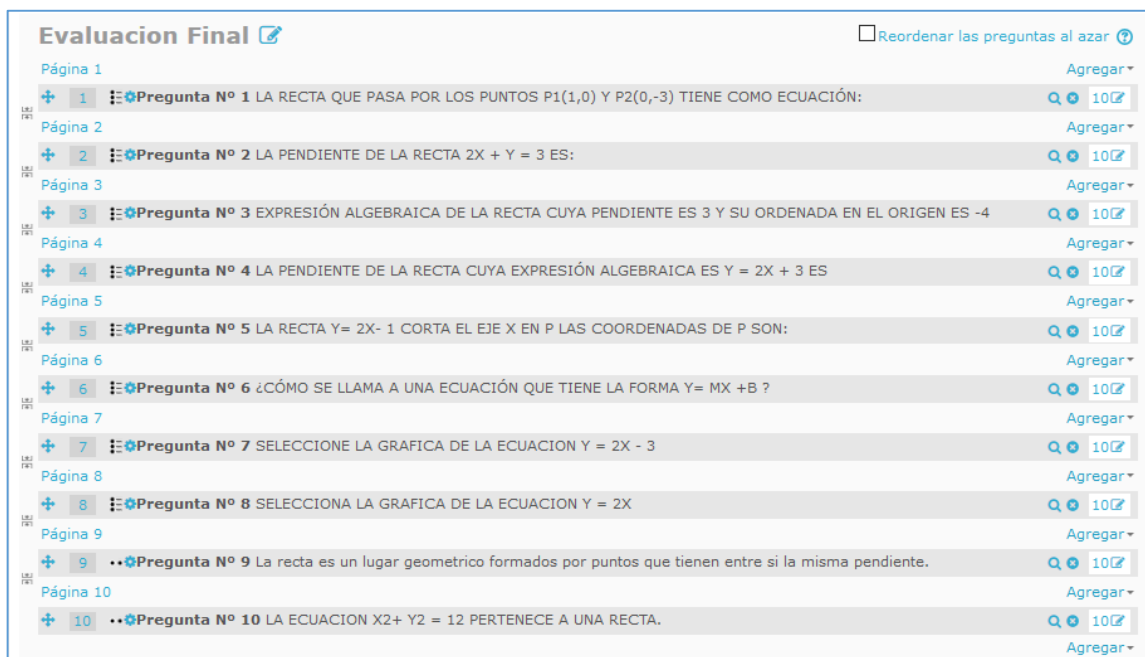 Evaluacion Final
Reordenar las preguntas al azar
Página 1 Agregar
1 Pregunta Nº 1 LA RECTA QUE PASA POR LOS PUNTOS P1(1,0) Y P2(0,-3) TIENE COMO ECUACIÓN: 10
Página 2 Agregar
2 Pregunta Nº 2 LA PENDIENTE DE LA RECTA 2X + Y = 3 ES: 10
Página 3 Agregar
3 Pregunta Nº 3 EXPRESIÓN ALGEBRAICA DE LA RECTA CUYA PENDIENTE ES 3 Y SU ORDENADA EN EL ORIGEN ES -4 10
Página 4 Agregar
4 Pregunta Nº 4 LA PENDIENTE DE LA RECTA CUYA EXPRESIÓN ALGEBRAICA ES Y = 2X + 3 ES 10
Página 5 Agregar
5 Pregunta Nº 5 LA RECTA Y= 2X- 1 CORTA EL EJE X EN P LAS COORDENADAS DE P SON: 10
Página 6 Agregar
6 Pregunta Nº 6 ¿CÓMO SE LLAMA A UNA ECUACIÓN QUE TIENE LA FORMA Y= MX +B ? 10
Página 7 Agregar
7 Pregunta Nº 7 SELECCIONE LA GRAFICA DE LA ECUACION Y = 2X - 3 10
Página 8 Agregar
8 Pregunta Nº 8 SELECCIONA LA GRAFICA DE LA ECUACION Y = 2X 10
Página 9 Agregar
9 Pregunta Nº 9 La recta es un lugar geometrico formados por puntos que tienen entre si la misma pendiente. 10
Página 10 Agregar
10 Pregunta Nº 10 LA ECUACION X2+ Y2 = 12 PERTENECE A UNA RECTA. 10
Agregar